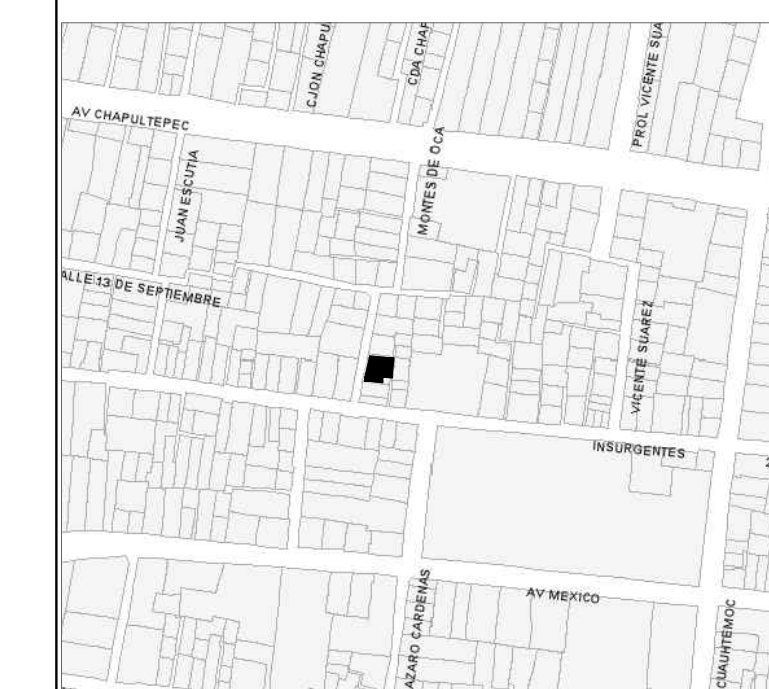 CJON CHAPU
CDA CHAP
PROL VICENTE SUA
AV CHAPULTEPEC
MONTES DE OCA
JUAN ESCUTIA
ALLE 13 DE SEPTIEMBRE
VICENTE SUAREZ
INSURGENTES
AV MEXICO
AZARO CARDENAS
CUAUHTEMOC